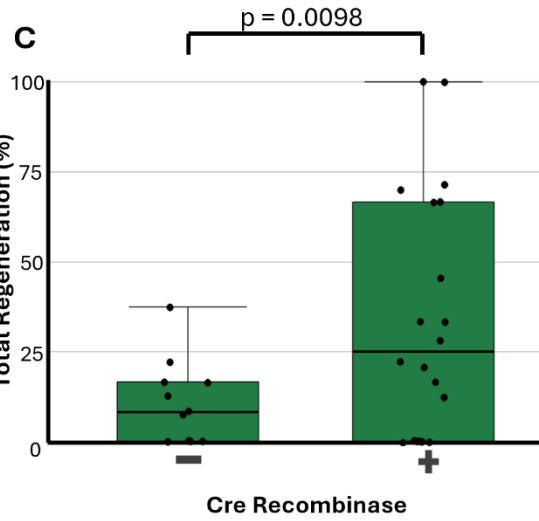 C
p = 0.0098
Total Regeneration (%)
100
75
50
25
0
− +
Cre Recombinase